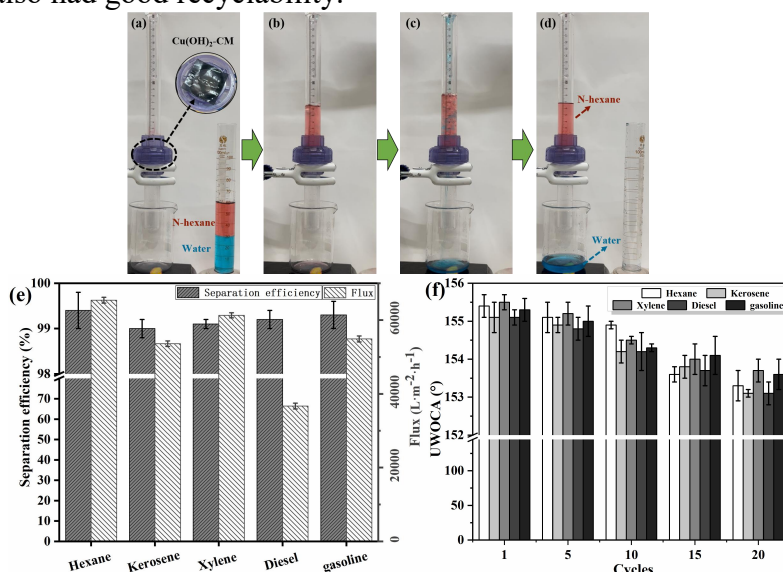 also had good recyclability.
(a)
(b)
(c)
(d)
Cu(OH)₂-CM
N-hexane
N-hexane
Water
Water
(e)
Separation efficiency
Flux
Separation efficiency (%)
100
99
98
70
60
50
40
30
20
10
0
Flux (L·m⁻²·h⁻¹)
60000
40000
20000
0
Hexane
Kerosene
Xylene
Diesel
gasoline
(f)
Hexane
Kerosene
Xylene
Diesel
gasoline
UWOCA (°)
156
155
154
153
152
100
50
0
1
5
10
15
20
Cycles